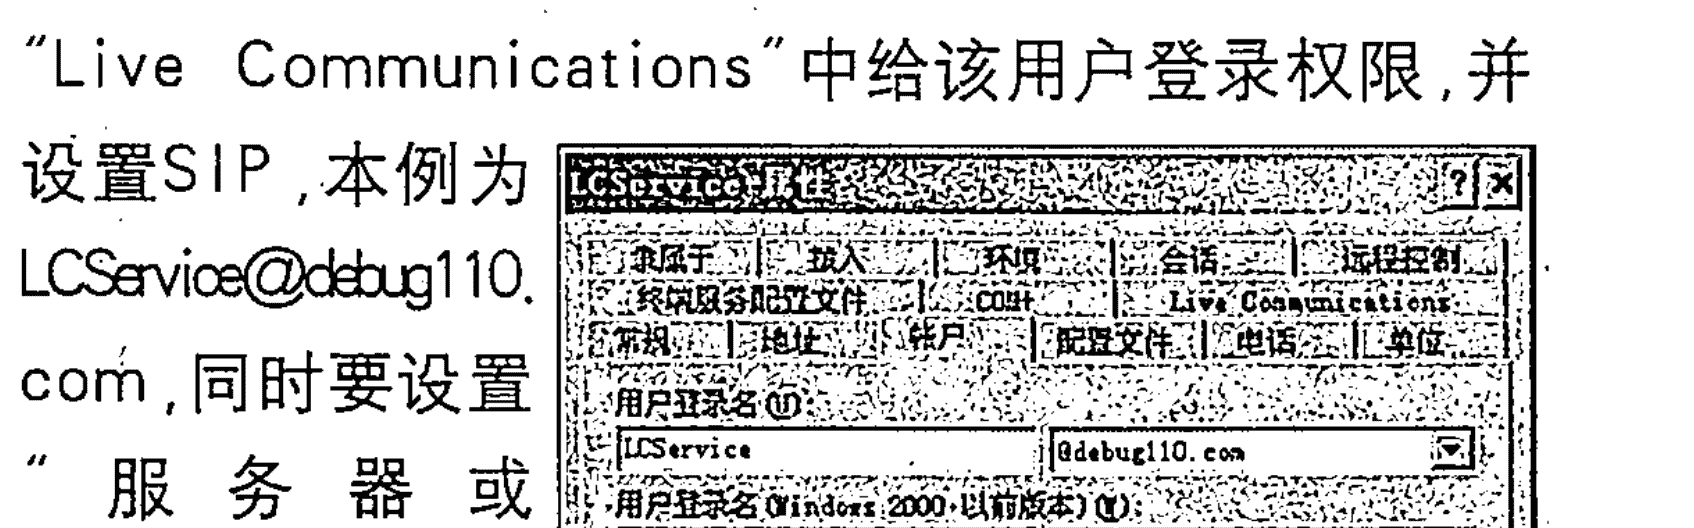 “Live Communications”中给该用户登录权限,并
设置SIP,本例为
LCService@debug110.
com,同时要设置
“服务器或
LCService 属性
隶属于 拨入 环境 会话 远程控制
终端服务配置文件 COM+ Live Communications
常规 地址 帐户 配置文件 电话 单位
用户登录名(U):
LCService @debug110.com
用户登录名(Windows 2000 以前版本)(W):